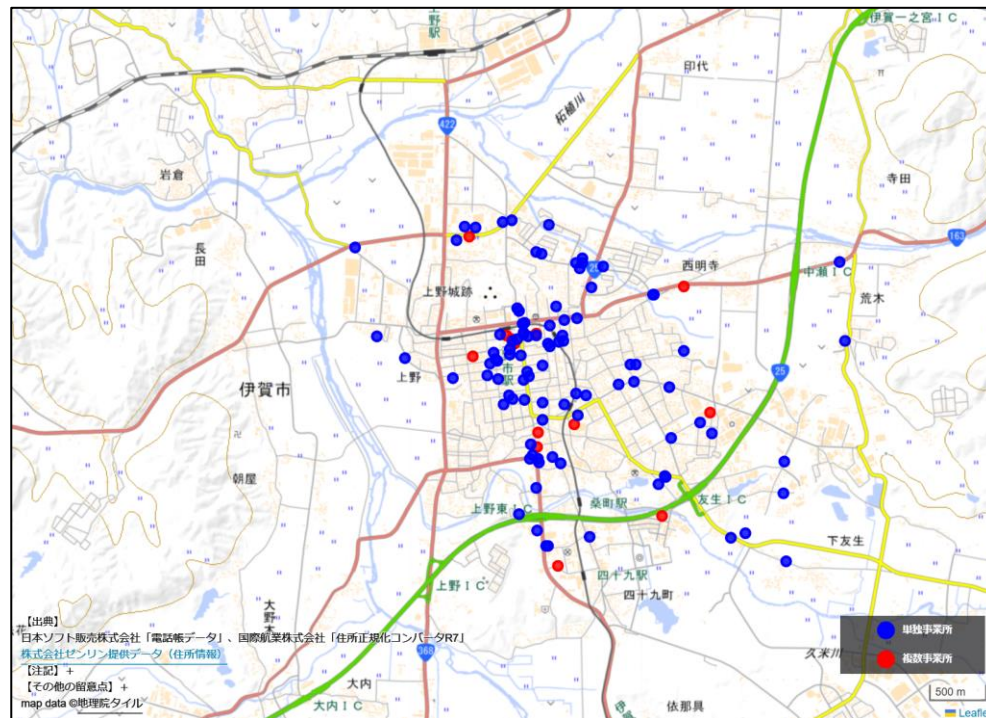 伊賀一之宮IC
上野駅
印代
柘植川
422
岩倉
寺田
長田
163
25
西明寺
中瀬IC
上野城跡
荒木
25
上野
市駅
伊賀市
朝屋
上野東IC
桑町駅
友生IC
下友生
四十九駅
上野IC
四十九町
大野木
368
久米川
大内
依那具
大内IC
単独事業所
複数事業所
【出典】
日本ソフト販売株式会社「電話帳データ」、国際航業株式会社「住所正規化コンバータR7」
株式会社ゼンリン提供データ（住所情報）
【注記】+
【その他の留意点】+
map data ©地理院タイル
500 m
Leafle